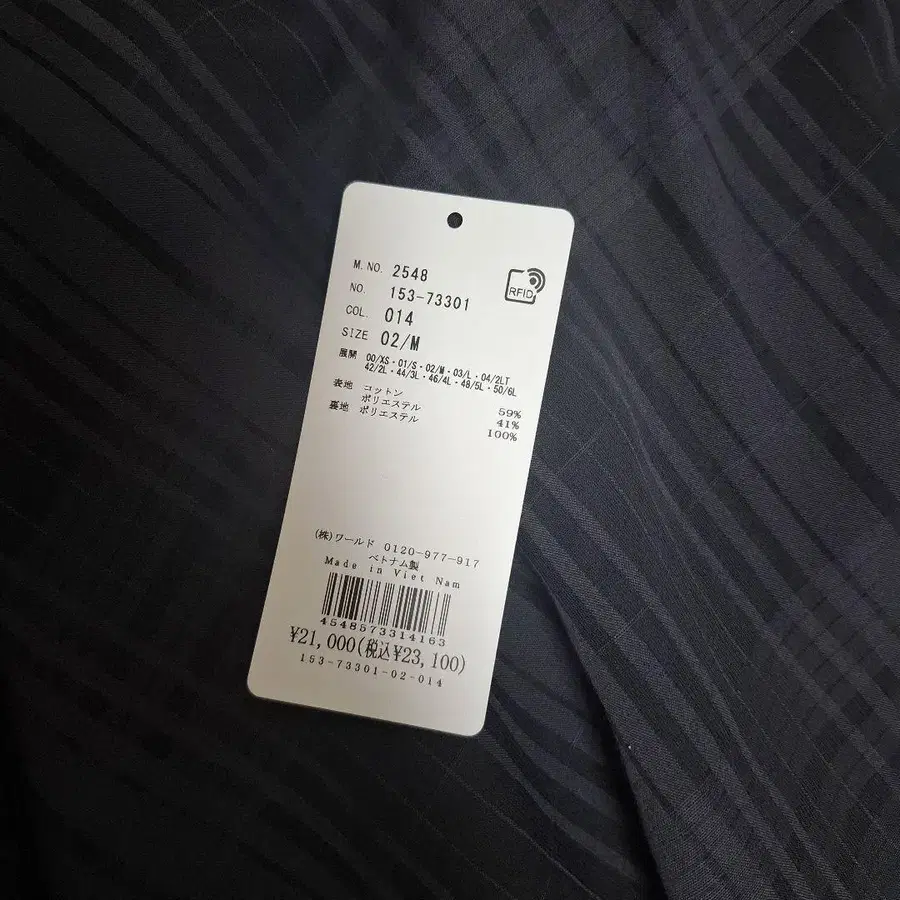 M.NO. 2548
RFID
NO. 153-73301
COL. 014
SIZE 02/M
展開 00/XS・01/S・02/M・03/L・04/2LT
42/2L・44/3L・46/4L・48/5L・50/6L
表地 コットン 59%
ポリエステル 41%
裏地 ポリエステル 100%
(株)ワールド 0120-977-917
ベトナム製
Made in Viet Nam
4548573314163
¥21,000(税込¥23,100)
153-73301-02-014